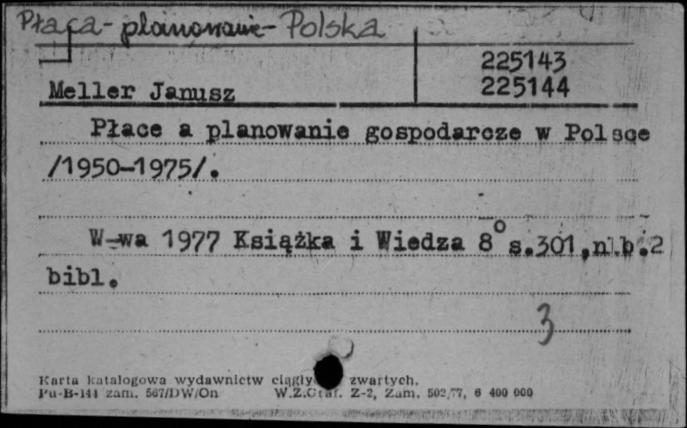 Płaca - planowanie - Polska
225143
Meller Janusz 225144
Płace a planowanie gospodarcze w Polsce
/1950-1975/.
W-wa 1977 Książka i Wiedza 8° s.301,nlb.2
bibl.
3
Karta katalogowa wydawnictw zwartych.
Pu-B-144 zam. 567/DW/On W.Z.Graf. Z-2, Zam. 502/77, 6 400 000